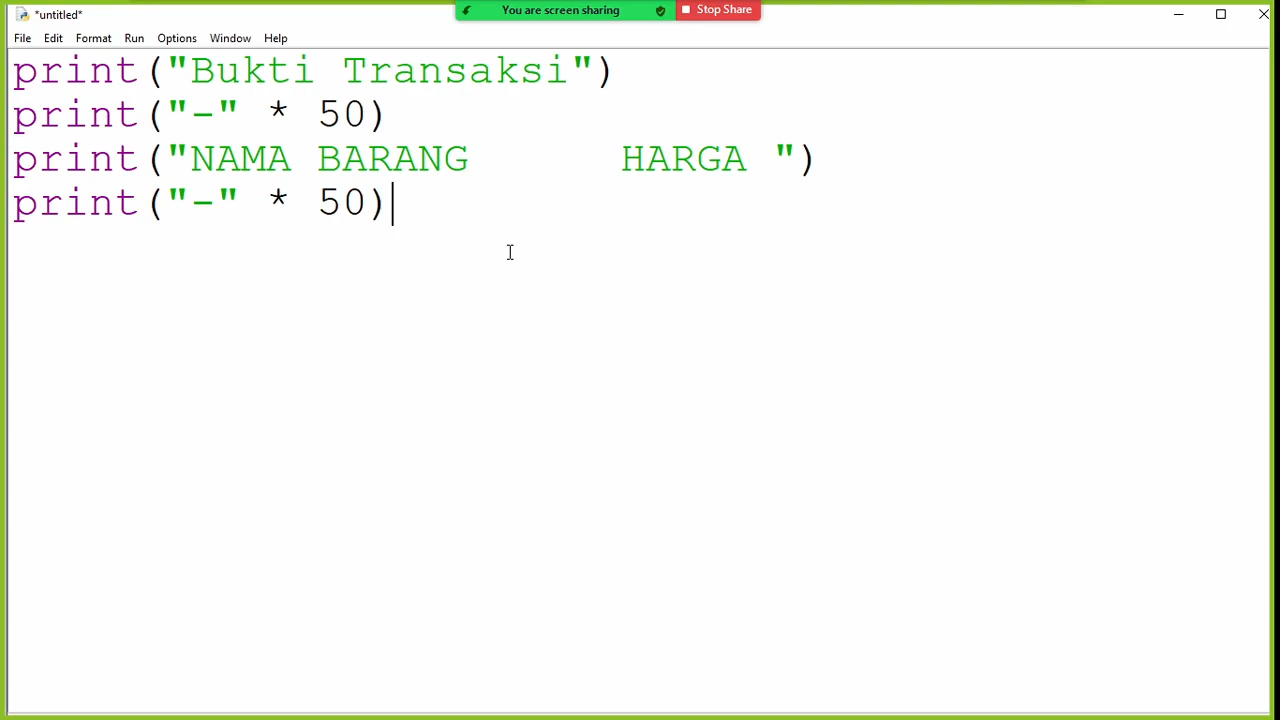 *untitled*
You are screen sharing
Stop Share
File Edit Format Run Options Window Help
print("Bukti Transaksi")
print("-" * 50)
print("NAMA BARANG      HARGA ")
print("-" * 50)